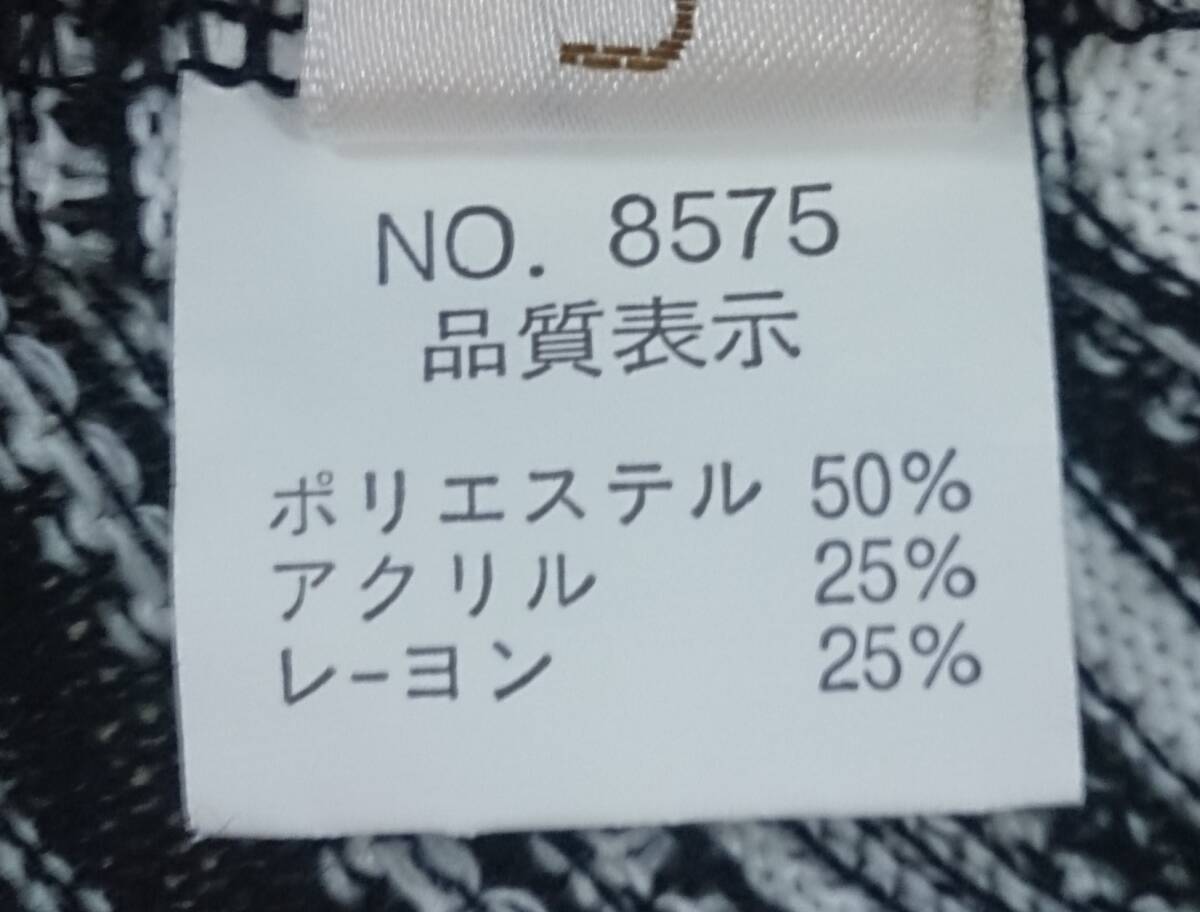 NO. 8575
品質表示
ポリエステル 50%
アクリル 25%
レーヨン 25%